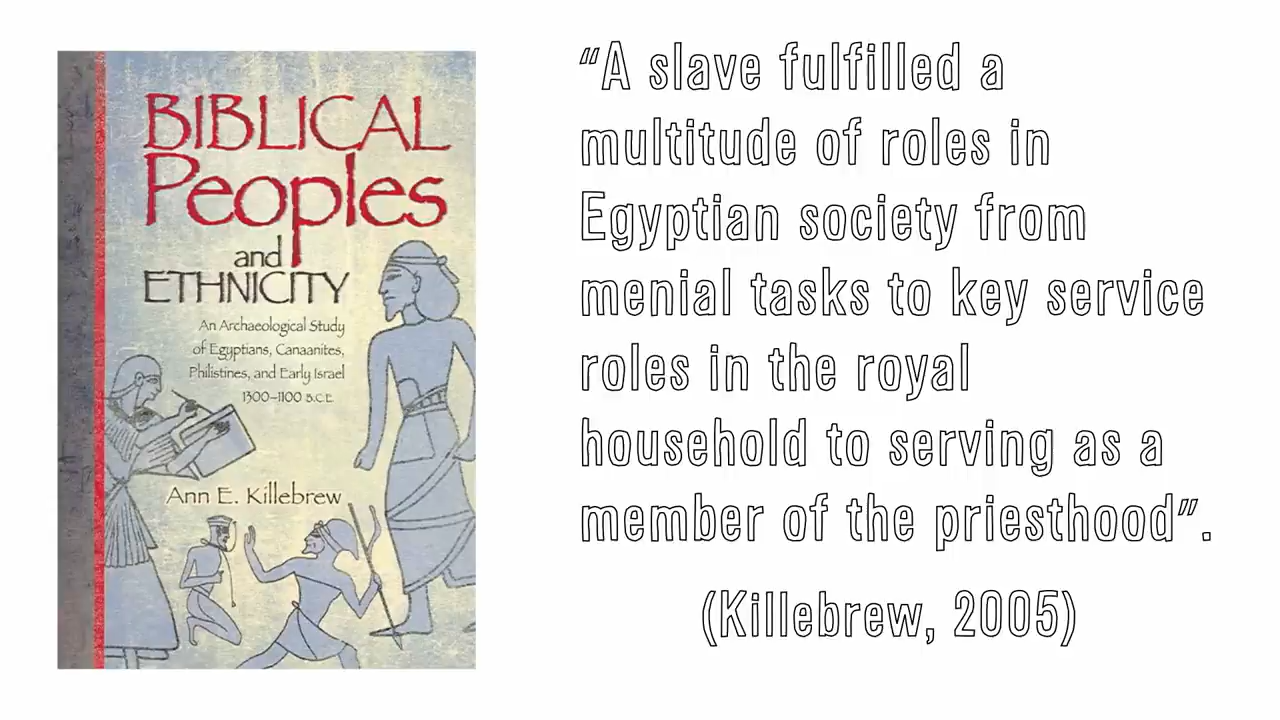 BIBLICAL
Peoples
and
ETHNICITY
An Archaeological Study
of Egyptians, Canaanites,
Philistines, and Early Israel
1300–1100 B.C.E.
Ann E. Killebrew
“A slave fulfilled a
multitude of roles in
Egyptian society from
menial tasks to key service
roles in the royal
household to serving as a
member of the priesthood”.
(Killebrew, 2005)